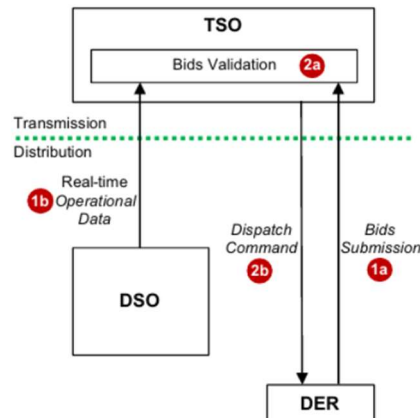 TSO
Bids Validation 2a
Transmission
Distribution
Real-time
1b Operational
Data
Dispatch
Command
2b
Bids
Submission
1a
DSO
DER